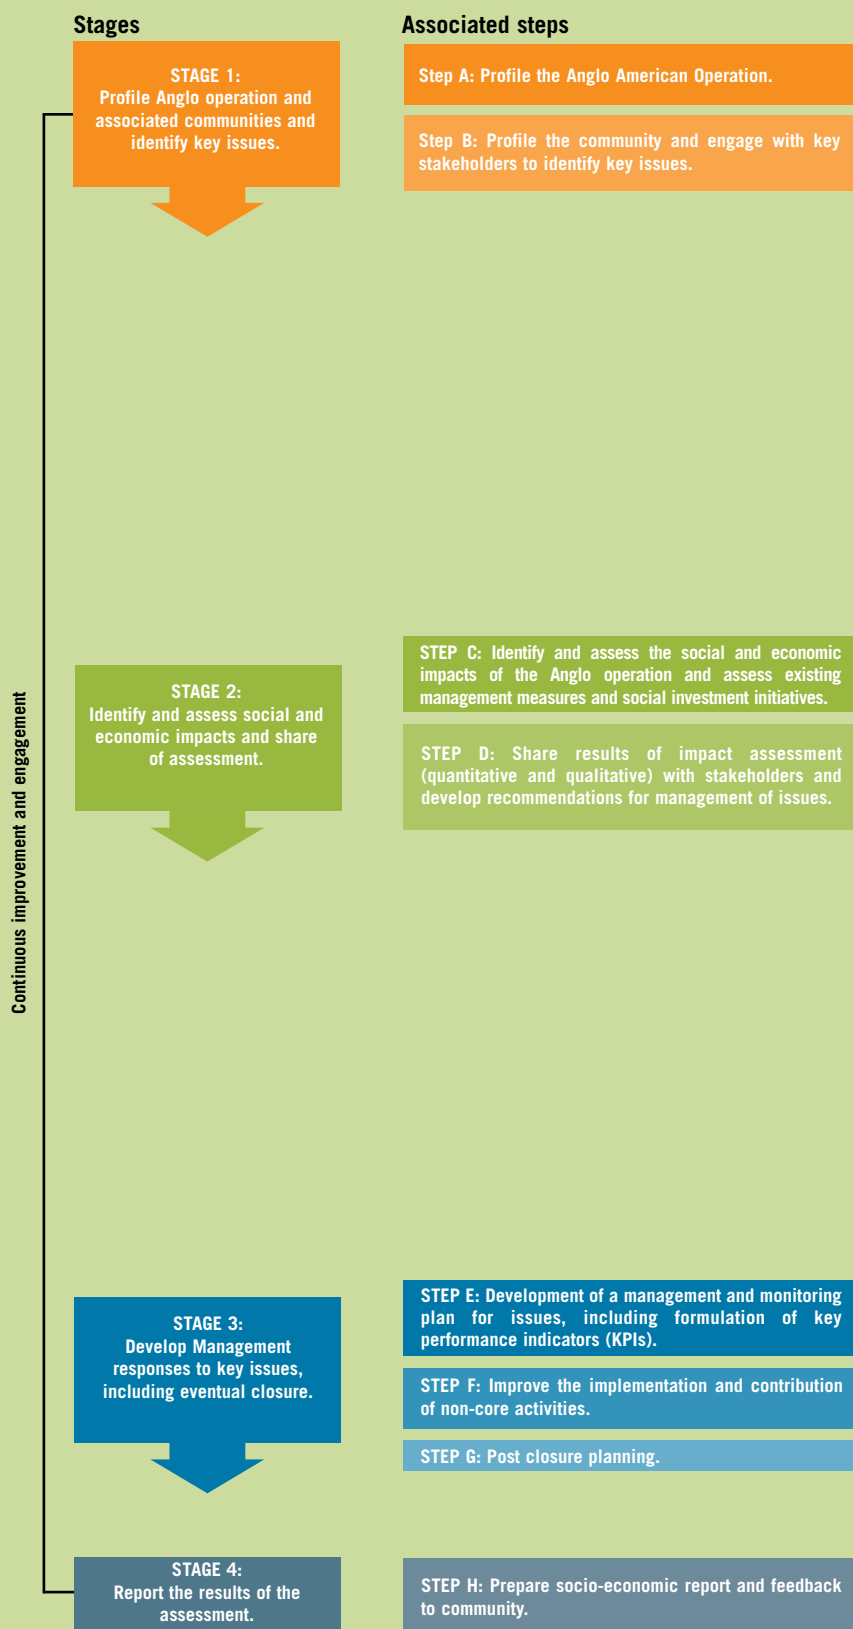 Stages
Associated steps
STAGE 1:
Profile Anglo operation and
associated communities and
identify key issues.
Step A: Profile the Anglo American Operation.
Step B: Profile the community and engage with key
stakeholders to identify key issues.
Continuous improvement and engagement
STAGE 2:
Identify and assess social and
economic impacts and share
of assessment.
STEP C: Identify and assess the social and economic
impacts of the Anglo operation and assess existing
management measures and social investment initiatives.
STEP D: Share results of impact assessment
(quantitative and qualitative) with stakeholders and
develop recommendations for management of issues.
STAGE 3:
Develop Management
responses to key issues,
including eventual closure.
STEP E: Development of a management and monitoring
plan for issues, including formulation of key
performance indicators (KPIs).
STEP F: Improve the implementation and contribution
of non-core activities.
STEP G: Post closure planning.
STAGE 4:
Report the results of the
assessment.
STEP H: Prepare socio-economic report and feedback
to community.